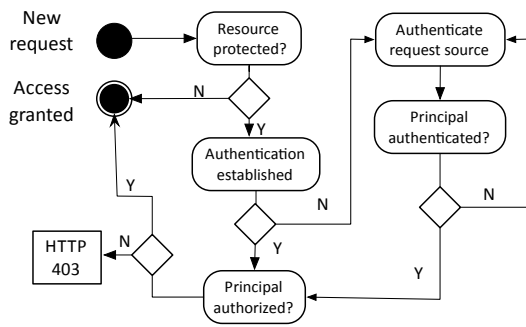 New
request
Resource
protected?
Authenticate
request source
Access
granted
N
Y
Principal
authenticated?
Authentication
established
Y
N
N
HTTP
403
N
Y
Y
Principal
authorized?